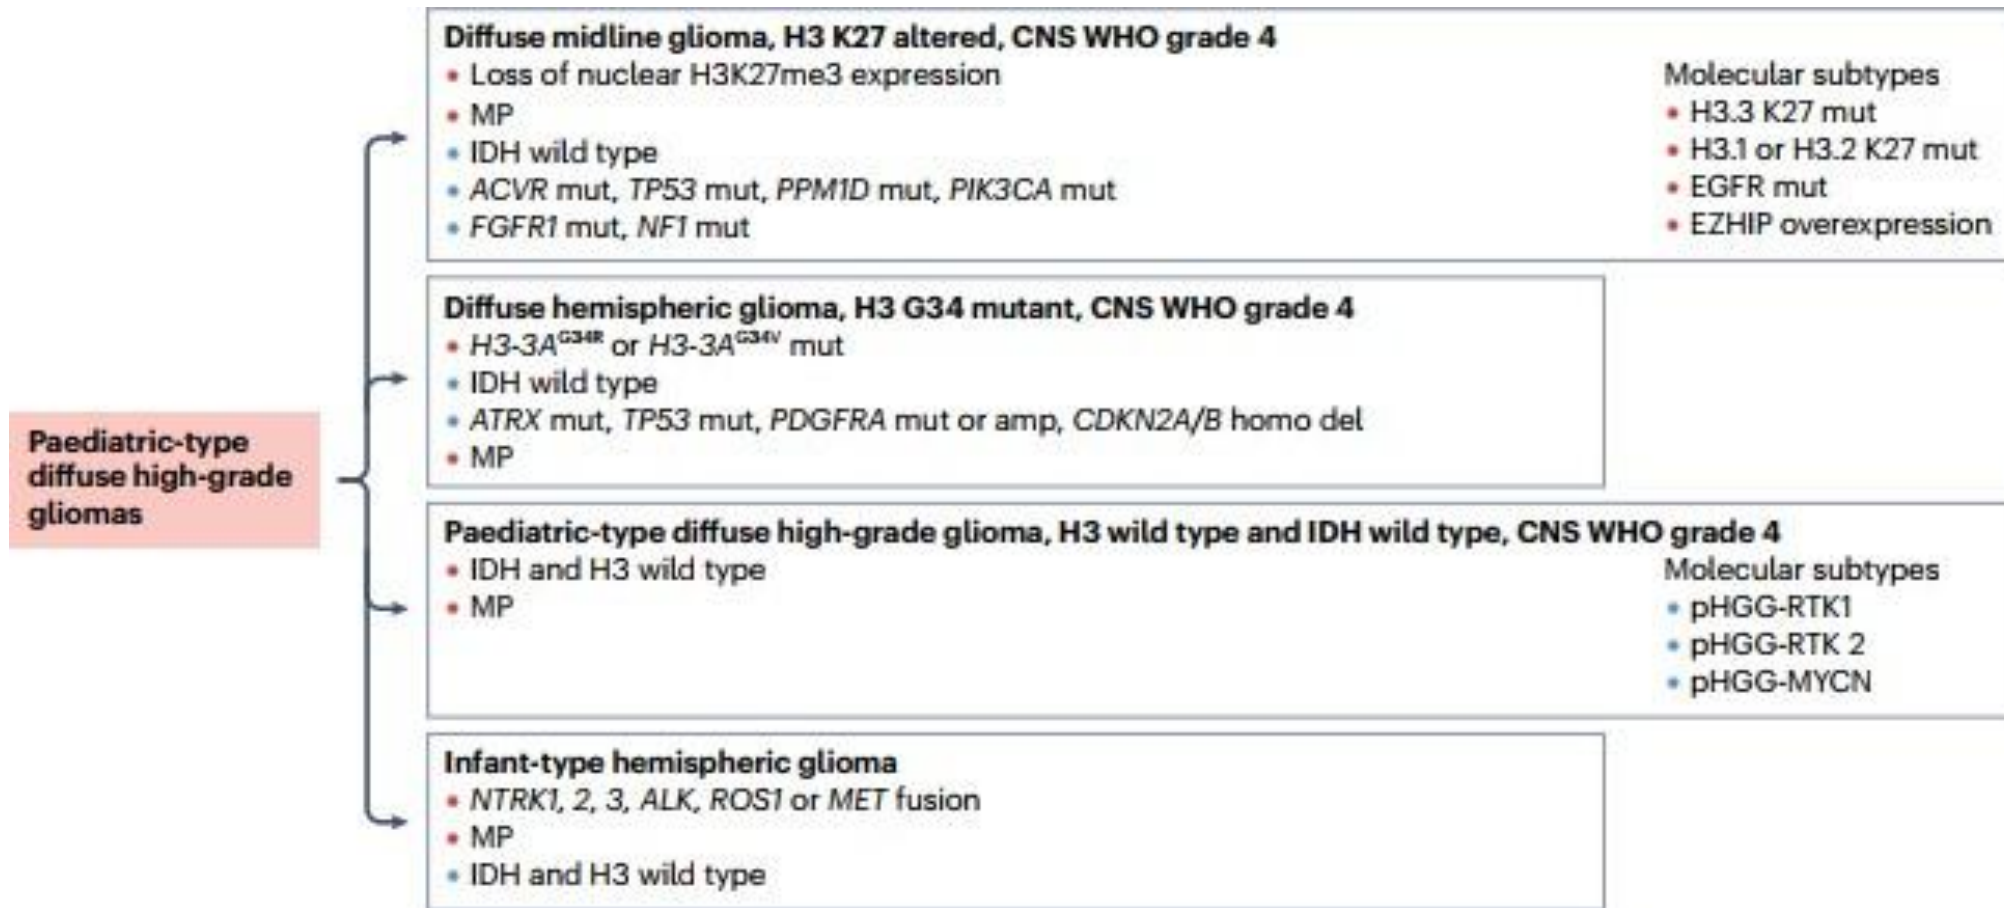 Diffuse midline glioma, H3 K27 altered, CNS WHO grade 4
• Loss of nuclear H3K27me3 expression
• MP
• IDH wild type
• ACVR mut, TP53 mut, PPM1D mut, PIK3CA mut
• FGFR1 mut, NF1 mut
Molecular subtypes
• H3.3 K27 mut
• H3.1 or H3.2 K27 mut
• EGFR mut
• EZHIP overexpression
Diffuse hemispheric glioma, H3 G34 mutant, CNS WHO grade 4
• H3-3A^G34R or H3-3A^G34V mut
• IDH wild type
• ATRX mut, TP53 mut, PDGFRA mut or amp, CDKN2A/B homo del
• MP
Paediatric-type
diffuse high-grade
gliomas
Paediatric-type diffuse high-grade glioma, H3 wild type and IDH wild type, CNS WHO grade 4
• IDH and H3 wild type
• MP
Molecular subtypes
• pHGG-RTK1
• pHGG-RTK 2
• pHGG-MYCN
Infant-type hemispheric glioma
• NTRK1, 2, 3, ALK, ROS1 or MET fusion
• MP
• IDH and H3 wild type